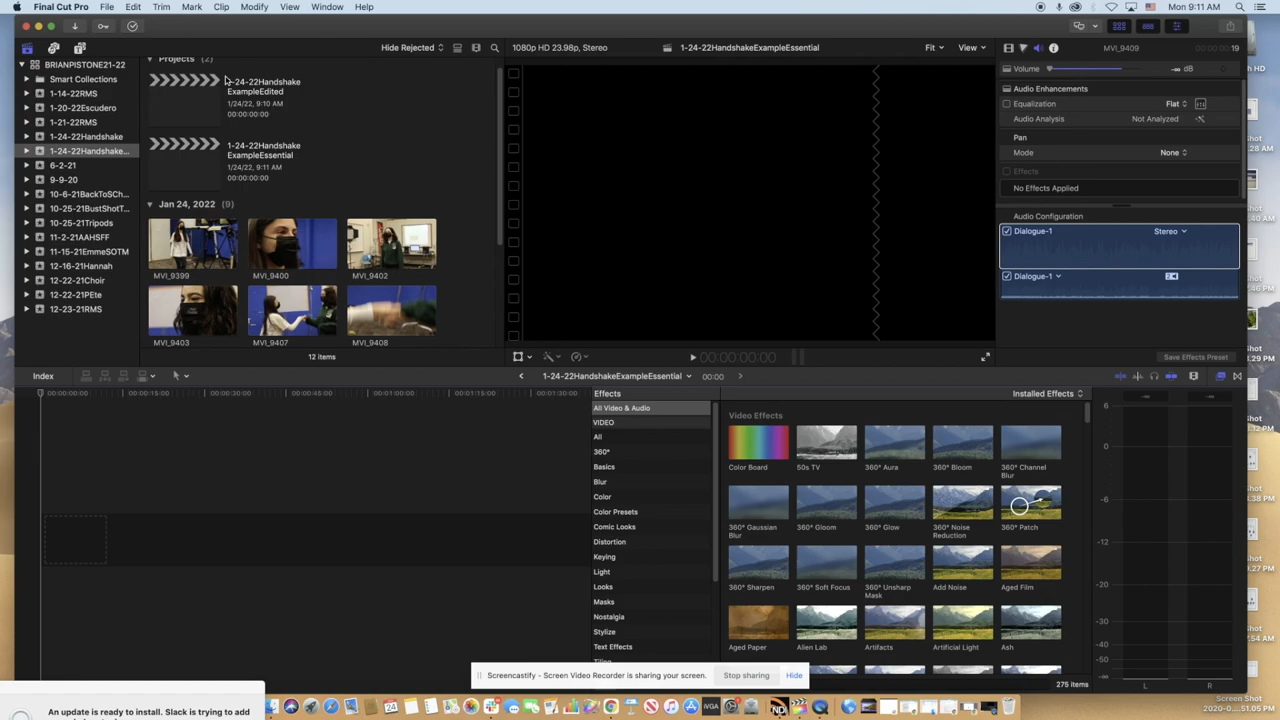 Final Cut Pro File Edit Trim Mark Clip Modify View Window Help
Hide Rejected 1080p HD 23.98p, Stereo 1-24-22HandshakeExampleEssential Fit View MVI_9409 19
BRIANPISTONE21-22
Smart Collections
1-14-22RMS
1-20-22Escudero
1-21-22RMS
1-24-22Handshake
1-24-22Handshake...
6-2-21
9-9-20
10-6-21BackToSCh...
10-25-21BustShotT...
10-25-21Tripods
11-2-21AAHSFF
11-15-21EmmeSOTM
12-16-21Hannah
12-22-21Choir
12-22-21PEte
12-23-21RMS
Projects (2)
1-24-22Handshake
ExampleEdited
1/24/22, 9:10 AM
00:00:00:00
1-24-22Handshake
ExampleEssential
1/24/22, 9:11 AM
00:00:00:00
Jan 24, 2022 (9)
MVI_9399 MVI_9400 MVI_9402
MVI_9403 MVI_9407 MVI_9408
12 items
00:00:00:00
Volume -∞ dB
Audio Enhancements
Equalization Flat
Audio Analysis Not Analyzed
Pan
Mode None
Effects
No Effects Applied
Audio Configuration
Dialogue-1 Stereo
Dialogue-1
Save Effects Preset
Index 1-24-22HandshakeExampleEssential 00:00
00:00:00:00 00:00:15:00 00:00:30:00 00:00:45:00 00:01:00:00 00:01:15:00 00:01:30:00
Effects Installed Effects
All Video & Audio
VIDEO
All
360°
Basics
Blur
Color
Color Presets
Comic Looks
Distortion
Keying
Light
Looks
Masks
Nostalgia
Stylize
Text Effects
Tiling
Video Effects
Color Board 50s TV 360° Aura 360° Bloom 360° Channel Blur
360° Gaussian Blur 360° Gloom 360° Glow 360° Noise Reduction 360° Patch
360° Sharpen 360° Soft Focus 360° Unsharp Mask Add Noise Aged Film
Aged Paper Alien Lab Artifacts Artificial Light Ash
275 items
6
0
-6
-12
-20
-30
-40
-50
-∞
L R
Screencastify - Screen Video Recorder is sharing your screen. Stop sharing Hide
An update is ready to install. Slack is trying to add
Screen Shot
2020-0...51.05 PM